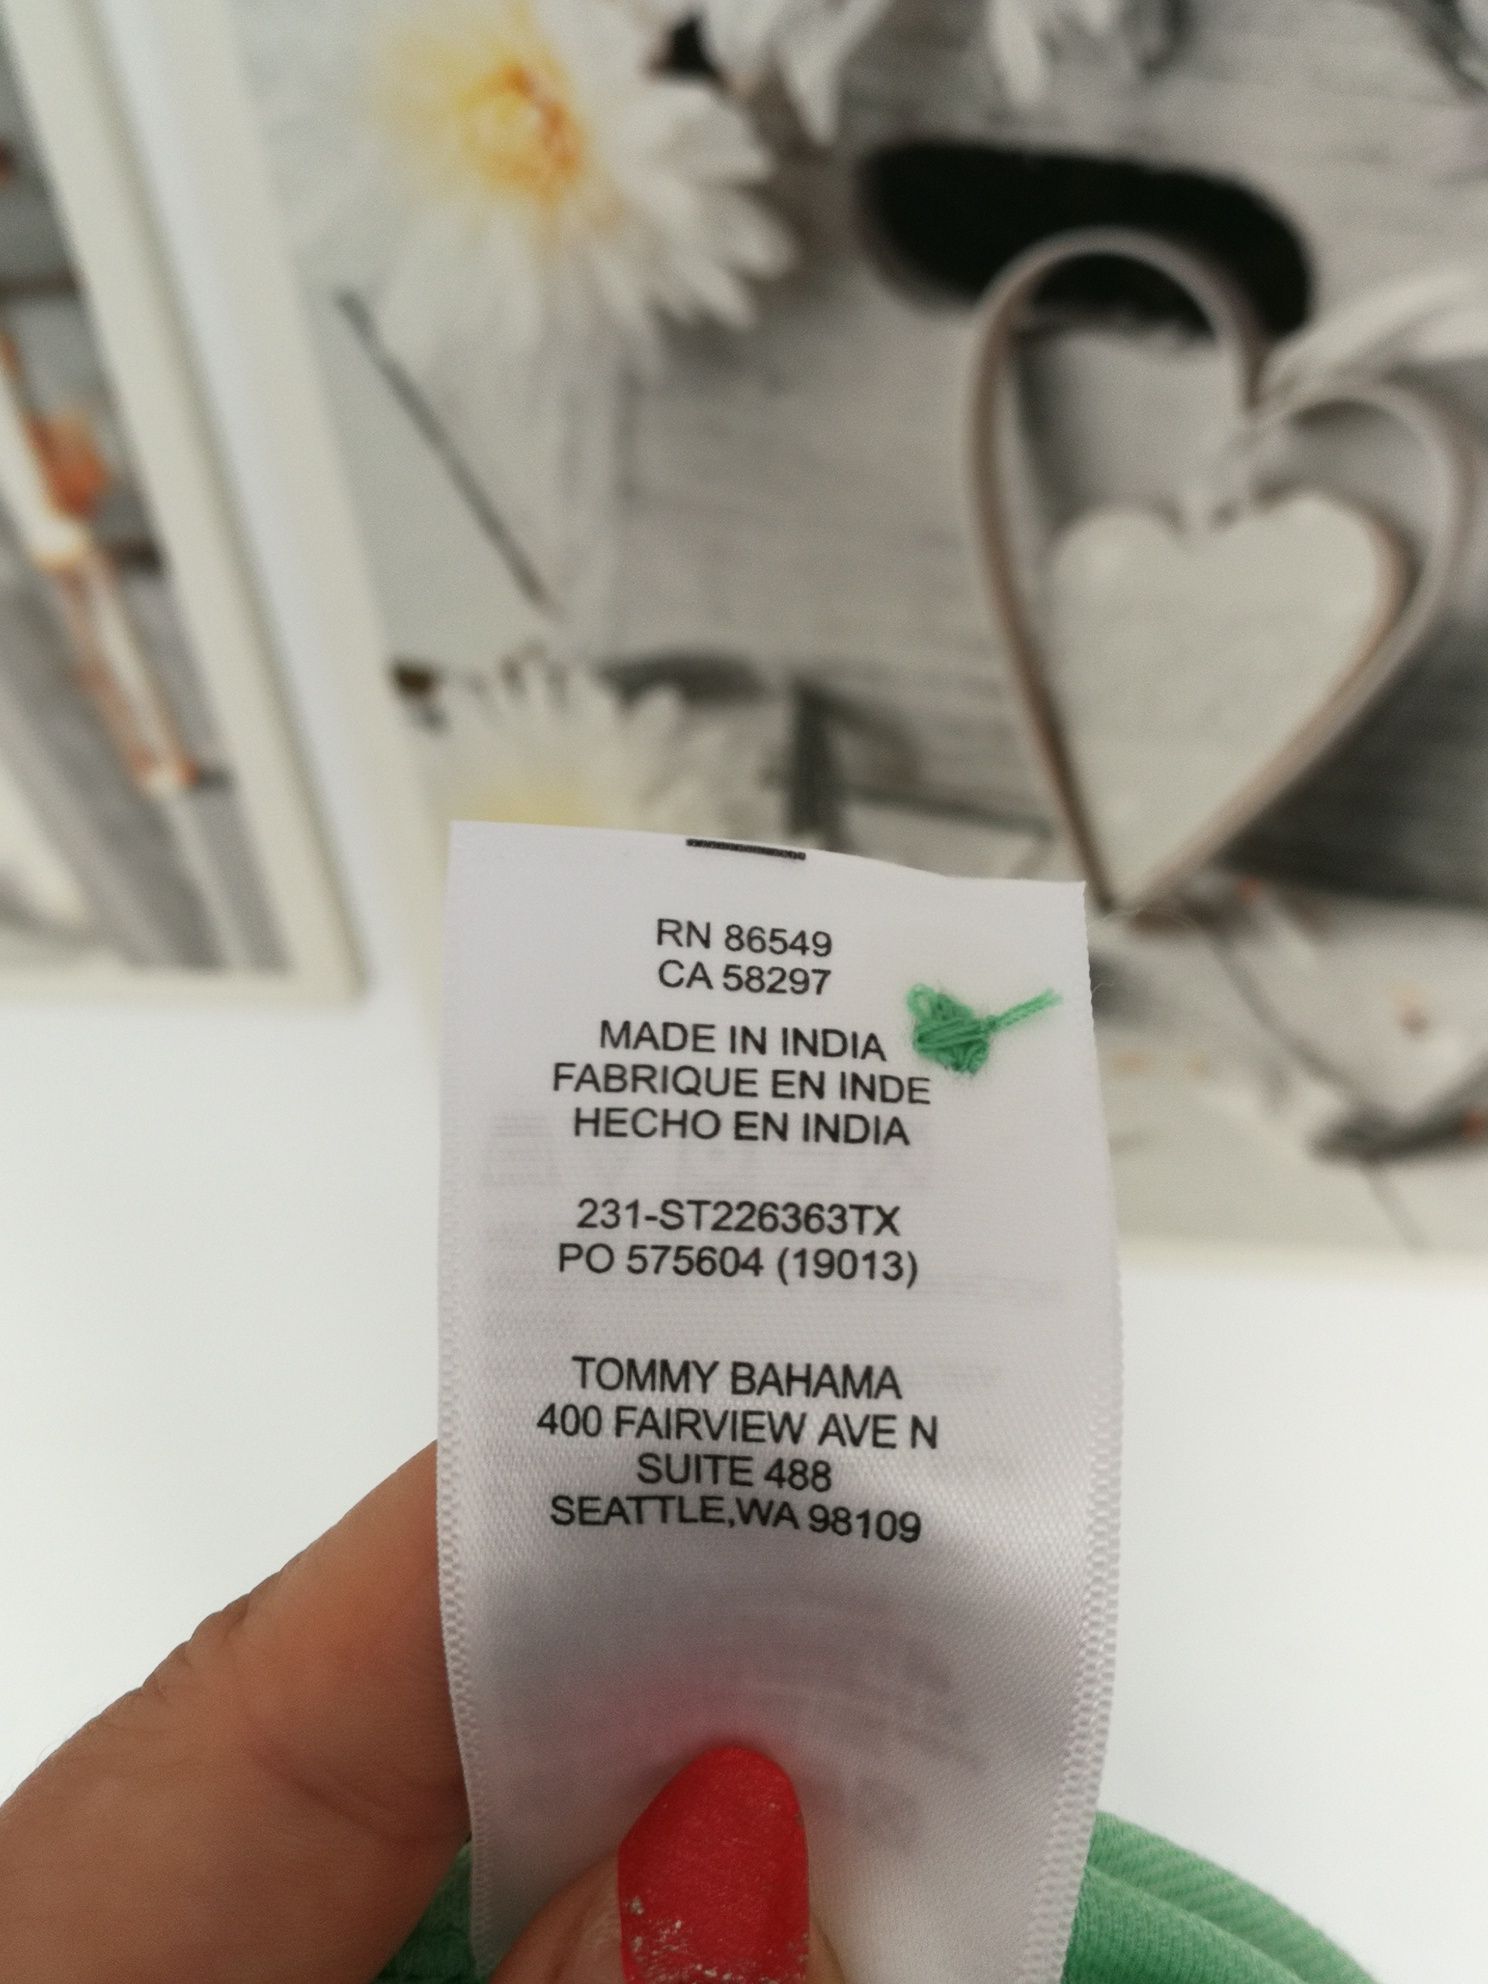 RN 86549
CA 58297
MADE IN INDIA
FABRIQUE EN INDE
HECHO EN INDIA
231-ST226363TX
PO 575604 (19013)
TOMMY BAHAMA
400 FAIRVIEW AVE N
SUITE 488
SEATTLE,WA 98109